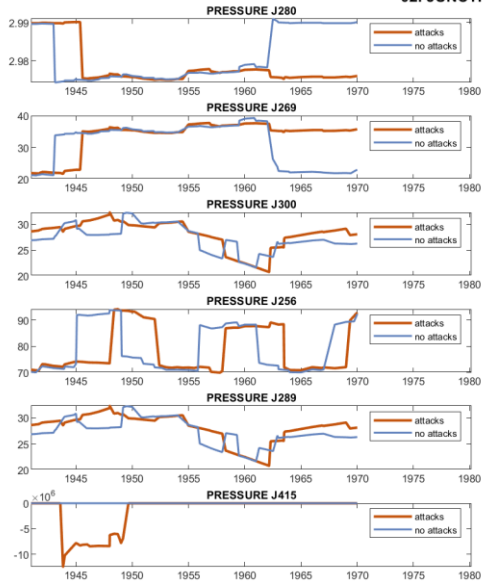 PRESSURE J280
2.99
2.98
attacks
no attacks
1945 1950 1955 1960 1965 1970 1975 1980
PRESSURE J269
40
30
20
attacks
no attacks
1945 1950 1955 1960 1965 1970 1975 1980
PRESSURE J300
30
25
20
attacks
no attacks
1945 1950 1955 1960 1965 1970 1975 1980
PRESSURE J256
90
80
70
attacks
no attacks
1945 1950 1955 1960 1965 1970 1975 1980
PRESSURE J289
30
25
20
attacks
no attacks
1945 1950 1955 1960 1965 1970 1975 1980
PRESSURE J415
×10⁶
0
-5
-10
attacks
no attacks
1945 1950 1955 1960 1965 1970 1975 1980